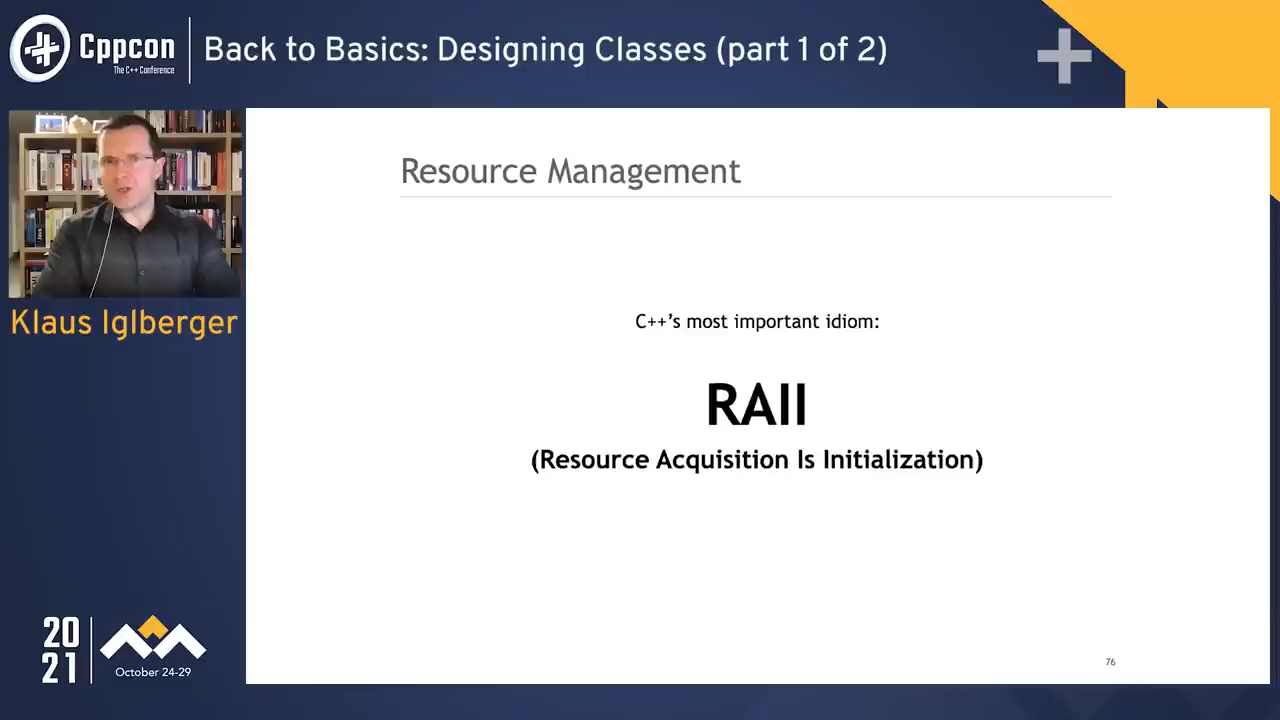 Cppcon
The C++ Conference
Back to Basics: Designing Classes (part 1 of 2)
Klaus Iglberger
Resource Management
C++'s most important idiom:
RAII
(Resource Acquisition Is Initialization)
76
20
21
October 24-29